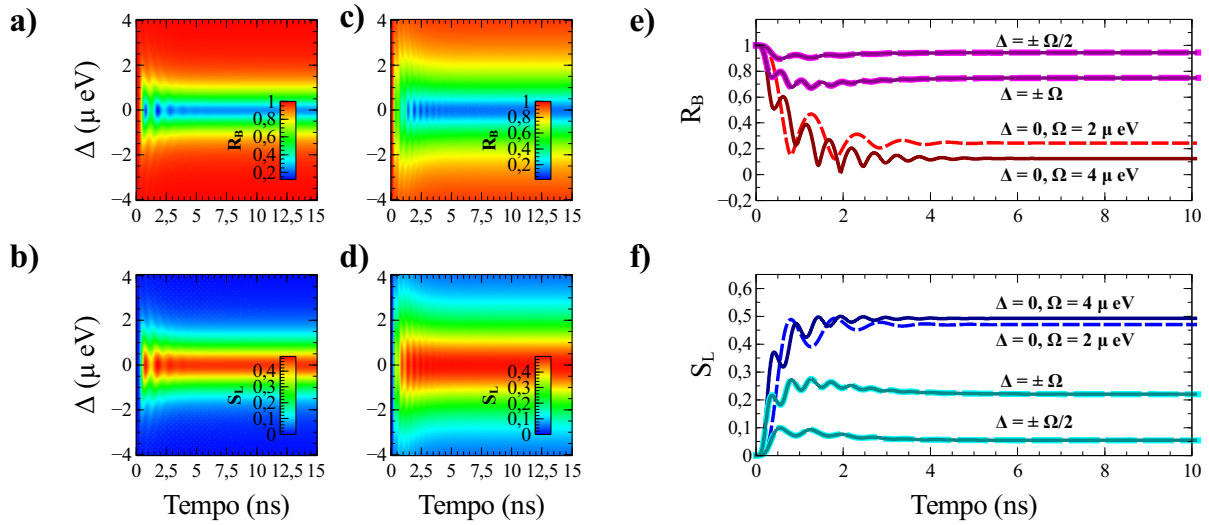 a)
c)
e)
Δ (μ eV)
4
2
0
−2
−4
0 2,5 5 7,5 10 12,5 15
R_B
1
0,8
0,6
0,4
0,2
4
2
0
−2
−4
0 2,5 5 7,5 10 12,5 15
R_B
1
0,8
0,6
0,4
0,2
R_B
1
0,8
0,6
0,4
0,2
0
−0,2
0 2 4 6 8 10
Δ = ± Ω/2
Δ = ± Ω
Δ = 0, Ω = 2 μ eV
Δ = 0, Ω = 4 μ eV
b)
d)
f)
Δ (μ eV)
4
2
0
−2
−4
0 2,5 5 7,5 10 12,5 15
Tempo (ns)
S_L
0,4
0,3
0,2
0,1
0
4
2
0
−2
−4
0 2,5 5 7,5 10 12,5 15
Tempo (ns)
S_L
0,4
0,3
0,2
0,1
0
S_L
0,6
0,5
0,4
0,3
0,2
0,1
0
0 2 4 6 8 10
Tempo (ns)
Δ = 0, Ω = 4 μ eV
Δ = 0, Ω = 2 μ eV
Δ = ± Ω
Δ = ± Ω/2